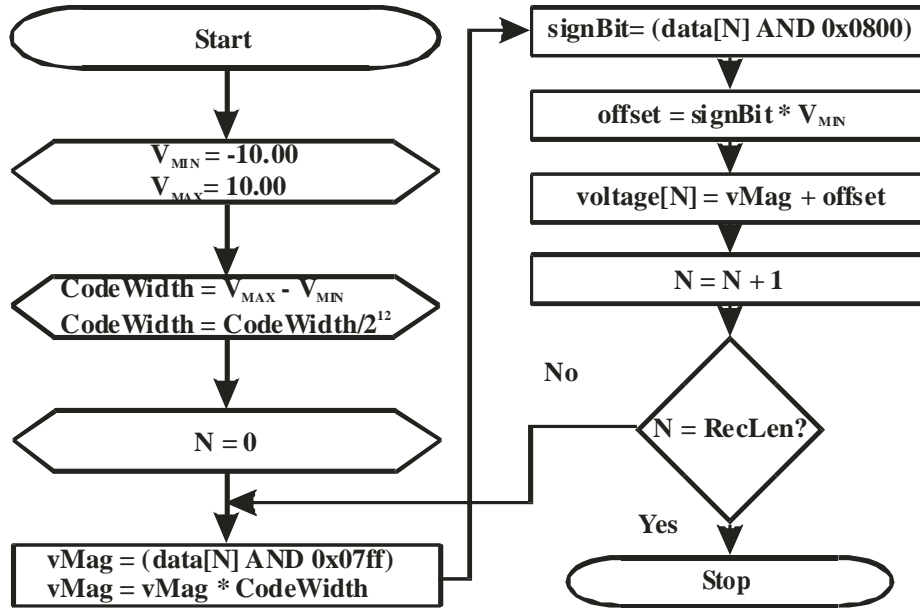 Start
V_MIN = -10.00
V_MAX = 10.00
CodeWidth = V_MAX - V_MIN
CodeWidth = CodeWidth/2^12
N = 0
vMag = (data[N] AND 0x07ff)
vMag = vMag * CodeWidth
signBit= (data[N] AND 0x0800)
offset = signBit * V_MIN
voltage[N] = vMag + offset
N = N + 1
No
N = RecLen?
Yes
Stop